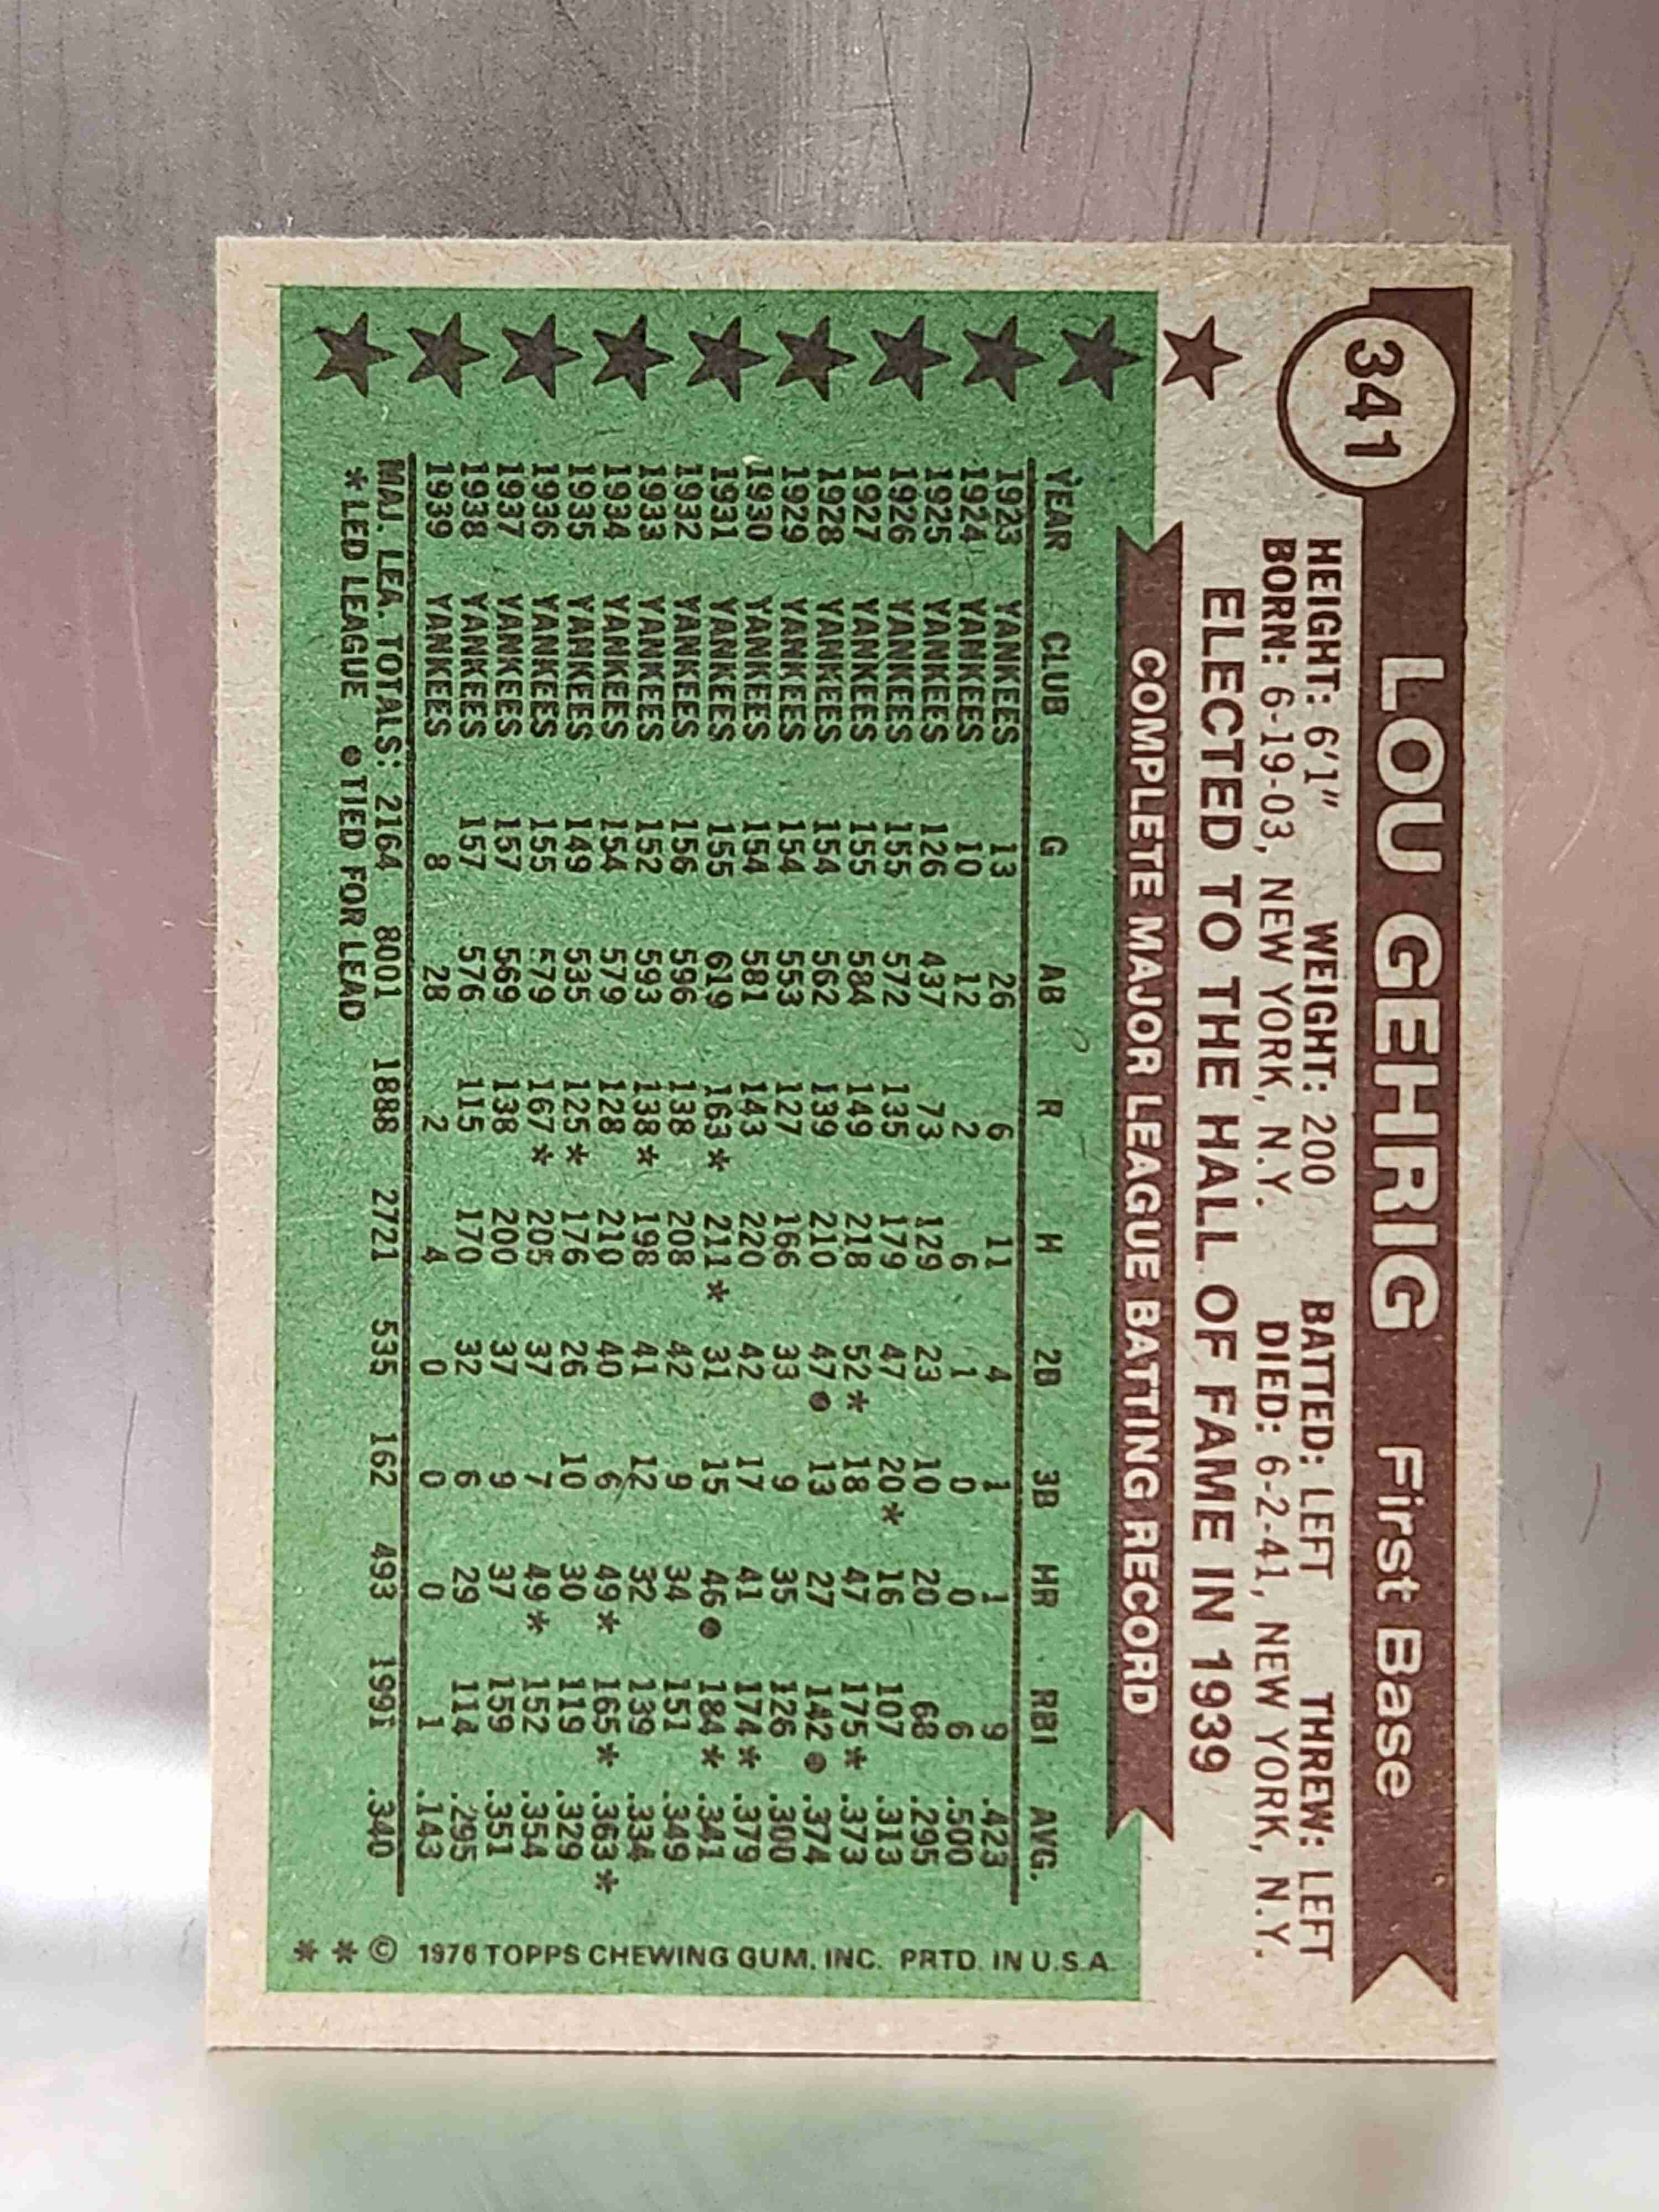 341 LOU GEHRIG First Base
HEIGHT: 6'1" WEIGHT: 200 BATTED: LEFT THREW: LEFT
BORN: 6-19-03, NEW YORK, N.Y. DIED: 6-2-41, NEW YORK, N.Y.
ELECTED TO THE HALL OF FAME IN 1939
COMPLETE MAJOR LEAGUE BATTING RECORD
YEAR CLUB G AB R H 2B 3B HR RBI AVG.
1923 YANKEES 13 26 6 11 4 1 1 9 .423
1924 YANKEES 10 12 2 6 1 0 0 6 .500
1925 YANKEES 126 437 73 129 23 10 20 68 .295
1926 YANKEES 155 572 135 179 47 20* 16 107 .313
1927 YANKEES 155 584 149 218 52* 18 47 175* .373
1928 YANKEES 154 562 139 210 47● 13 27 142● .374
1929 YANKEES 154 553 127 166 33 9 35 126 .300
1930 YANKEES 154 581 143 220 42 17 41 174* .379
1931 YANKEES 155 619 163* 211* 31 15 46● 184* .341
1932 YANKEES 156 596 138 208 42 9 34 151 .349
1933 YANKEES 152 593 138* 198 41 12 32 139 .334
1934 YANKEES 154 579 128 210 40 6 49* 165* .363*
1935 YANKEES 149 535 125* 176 26 10 30 119 .329
1936 YANKEES 155 579 167* 205 37 7 49* 152 .354
1937 YANKEES 157 569 138 200 37 9 37 159 .351
1938 YANKEES 157 576 115 170 32 6 29 114 .295
1939 YANKEES 8 28 2 4 0 0 0 1 .143
MAJ. LEA. TOTALS: 2164 8001 1888 2721 535 162 493 1991 .340
*LED LEAGUE ●TIED FOR LEAD
* * © 1976 TOPPS CHEWING GUM, INC. PRTD. IN U.S.A.